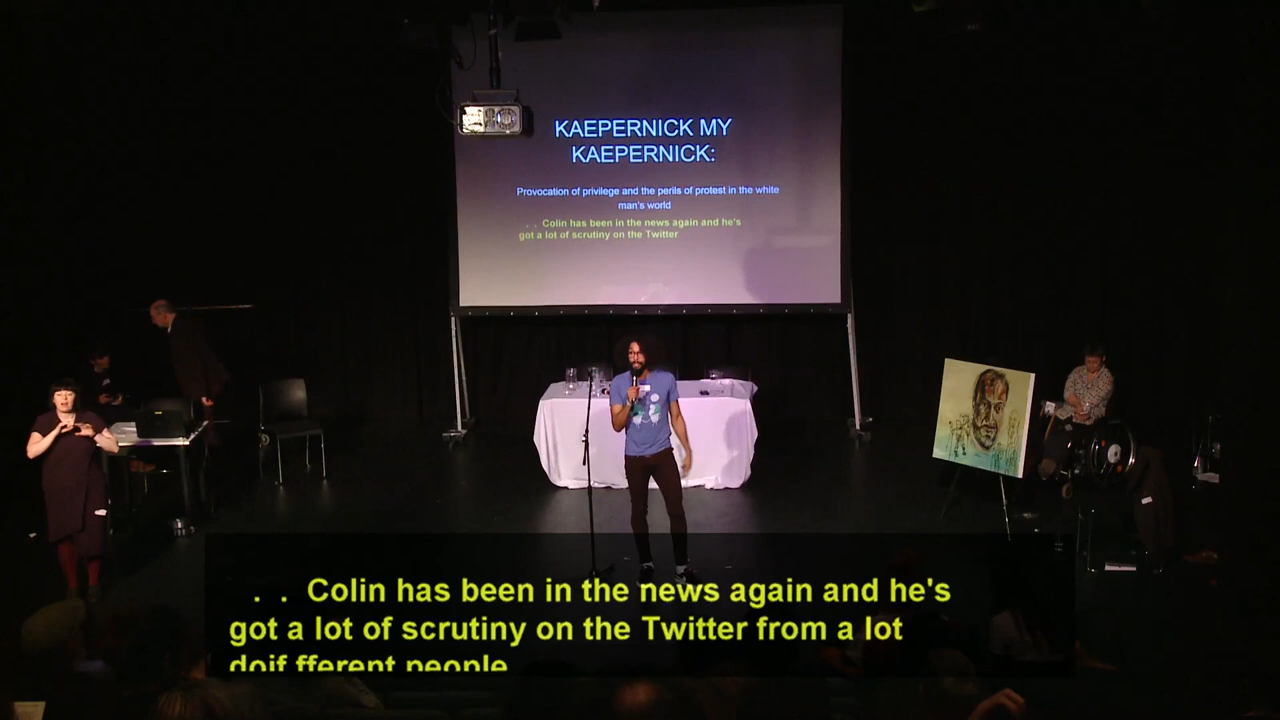 KAEPERNICK MY
KAEPERNICK:
Provocation of privilege and the perils of protest in the white
man's world
. . Colin has been in the news again and he's
got a lot of scrutiny on the Twitter
. . Colin has been in the news again and he's
got a lot of scrutiny on the Twitter from a lot
doif fferent people